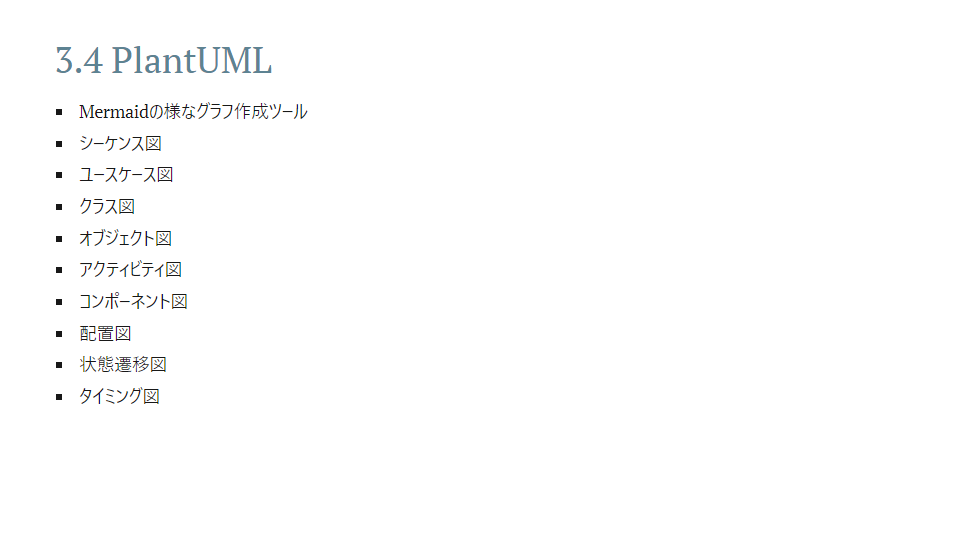 3.4 PlantUML
Mermaidの様なグラフ作成ツール
シーケンス図
ユースケース図
クラス図
オブジェクト図
アクティビティ図
コンポーネント図
配置図
状態遷移図
タイミング図